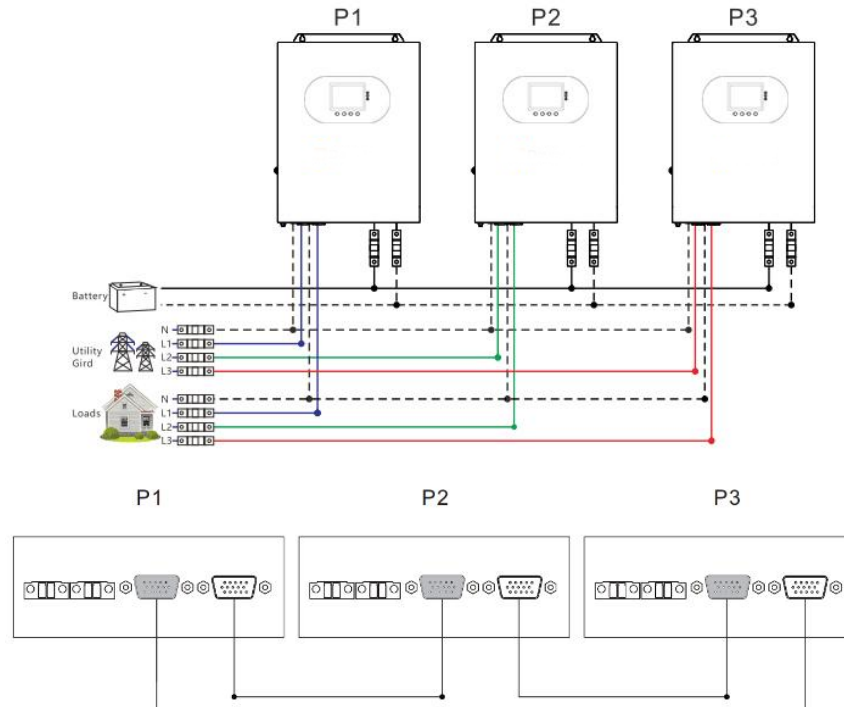 P1 P2 P3
Battery
N
L1
Utility
Gird
L2
L3
N
Loads
L1
L2
L3
P1 P2 P3